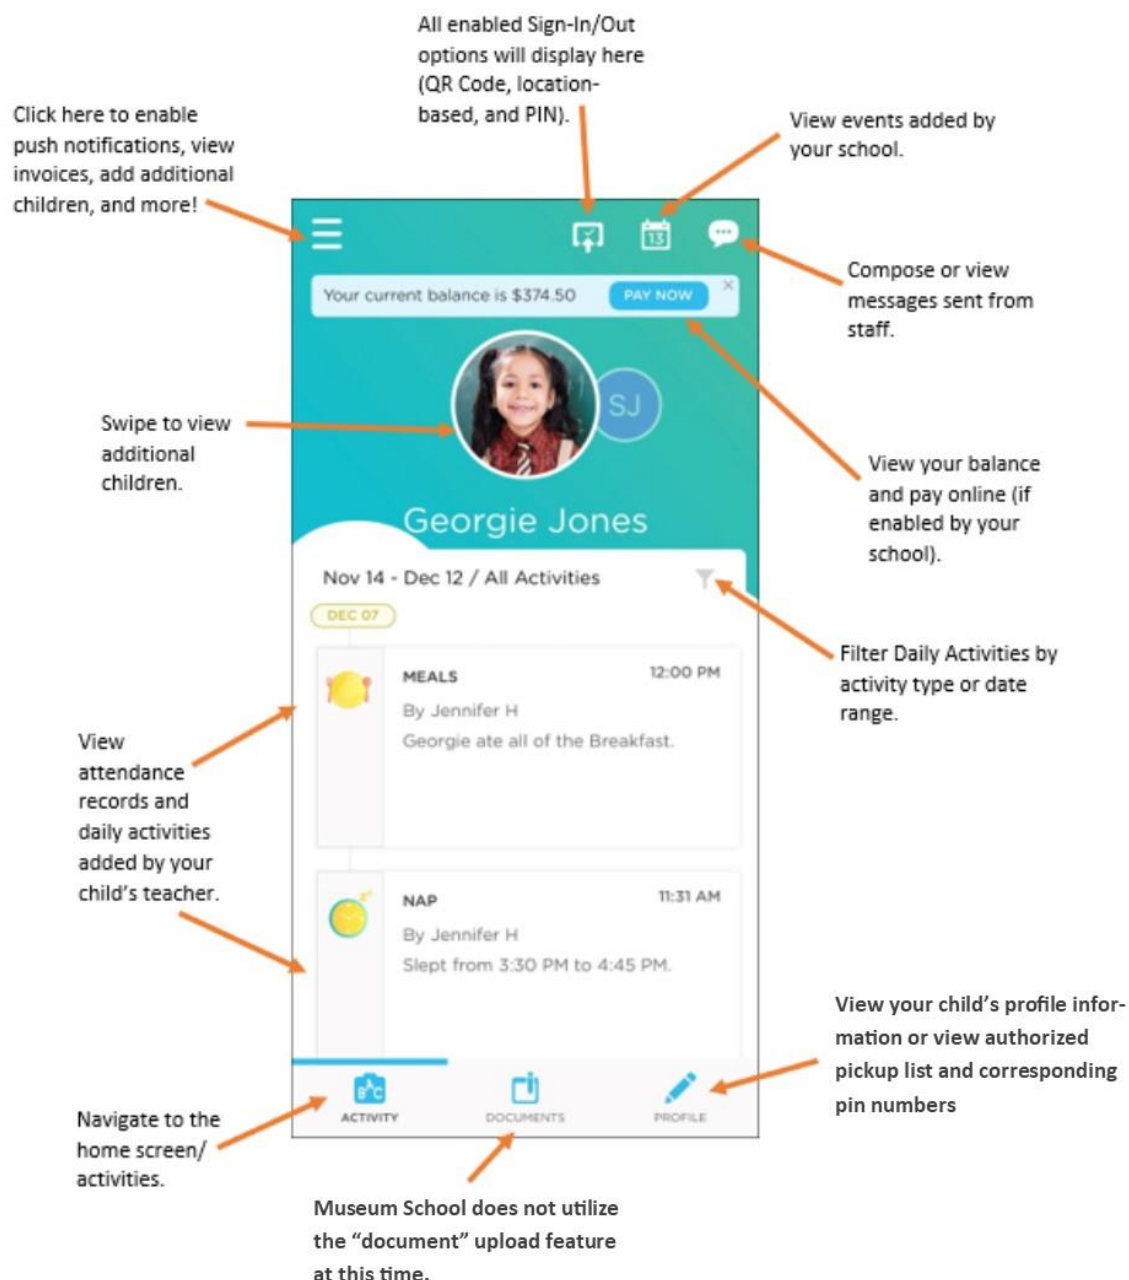 All enabled Sign-In/Out
options will display here
(QR Code, location-
based, and PIN).
Click here to enable
push notifications, view
invoices, add additional
children, and more!
View events added by
your school.
13
Compose or view
messages sent from
staff.
Your current balance is $374.50
PAY NOW
SJ
Swipe to view
additional
children.
View your balance
and pay online (if
enabled by your
school).
Georgie Jones
Nov 14 - Dec 12 / All Activities
DEC 07
Filter Daily Activities by
activity type or date
range.
MEALS 12:00 PM
By Jennifer H
Georgie ate all of the Breakfast.
View
attendance
records and
daily activities
added by your
child's teacher.
NAP 11:31 AM
By Jennifer H
Slept from 3:30 PM to 4:45 PM.
View your child's profile infor-
mation or view authorized
pickup list and corresponding
pin numbers
BAC
ACTIVITY DOCUMENTS PROFILE
Navigate to the
home screen/
activities.
Museum School does not utilize
the “document” upload feature
at this time.